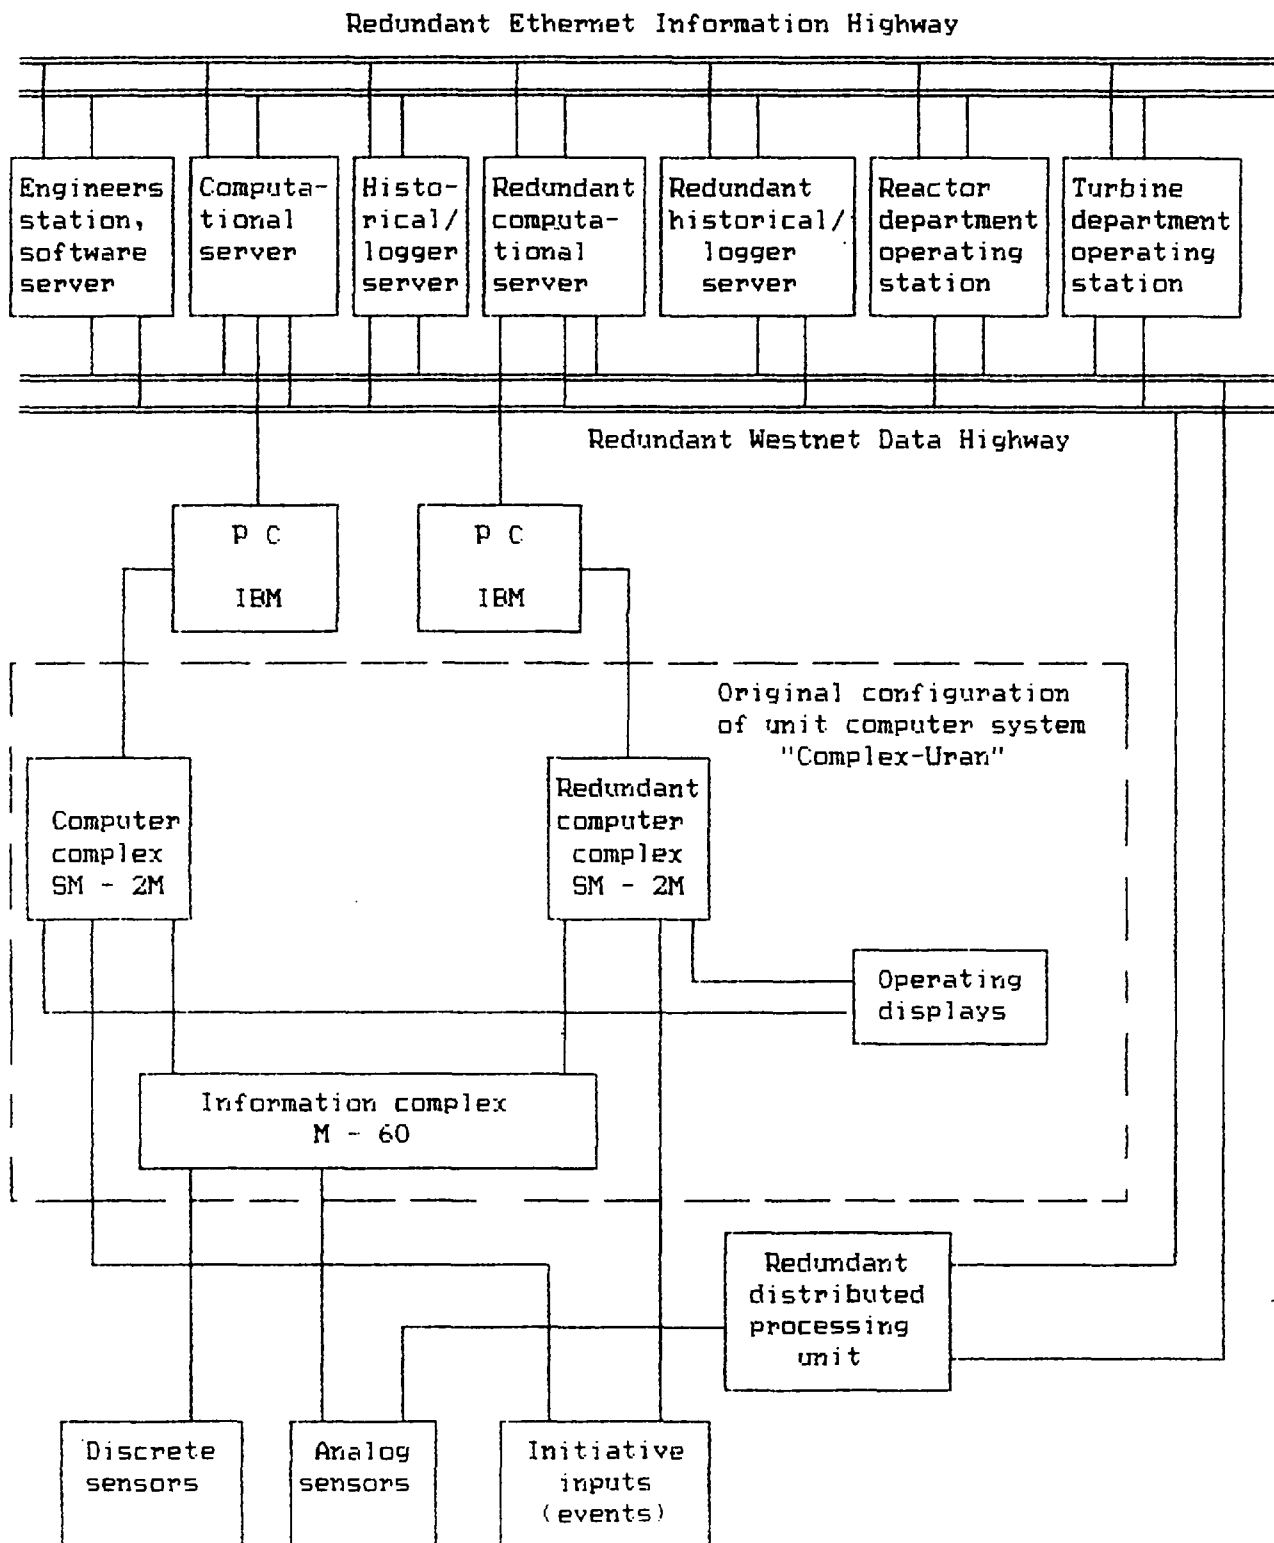 Redundant Ethernet Information Highway
Engineers
station,
software
server
Computa-
tional
server
Histo-
rical/
logger
server
Redundant
computa-
tional
server
Redundant
historical/
logger
server
Reactor
department
operating
station
Turbine
department
operating
station
Redundant Westnet Data Highway
P C
IBM
P C
IBM
Original configuration
of unit computer system
"Complex-Uran"
Computer
complex
SM - 2M
Redundant
computer
complex
SM - 2M
Operating
displays
Information complex
M - 60
Redundant
distributed
processing
unit
Discrete
sensors
Analog
sensors
Initiative
inputs
(events)